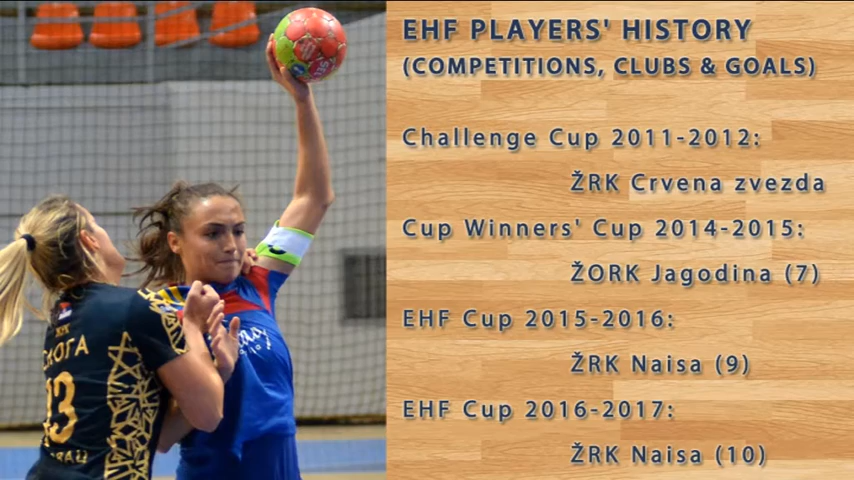 EHF PLAYERS' HISTORY
(COMPETITIONS, CLUBS & GOALS)
Challenge Cup 2011-2012:
ŽRK Crvena zvezda
Cup Winners' Cup 2014-2015:
ŽORK Jagodina (7)
EHF Cup 2015-2016:
ŽRK Naisa (9)
EHF Cup 2016-2017:
ŽRK Naisa (10)
ЖРК
13